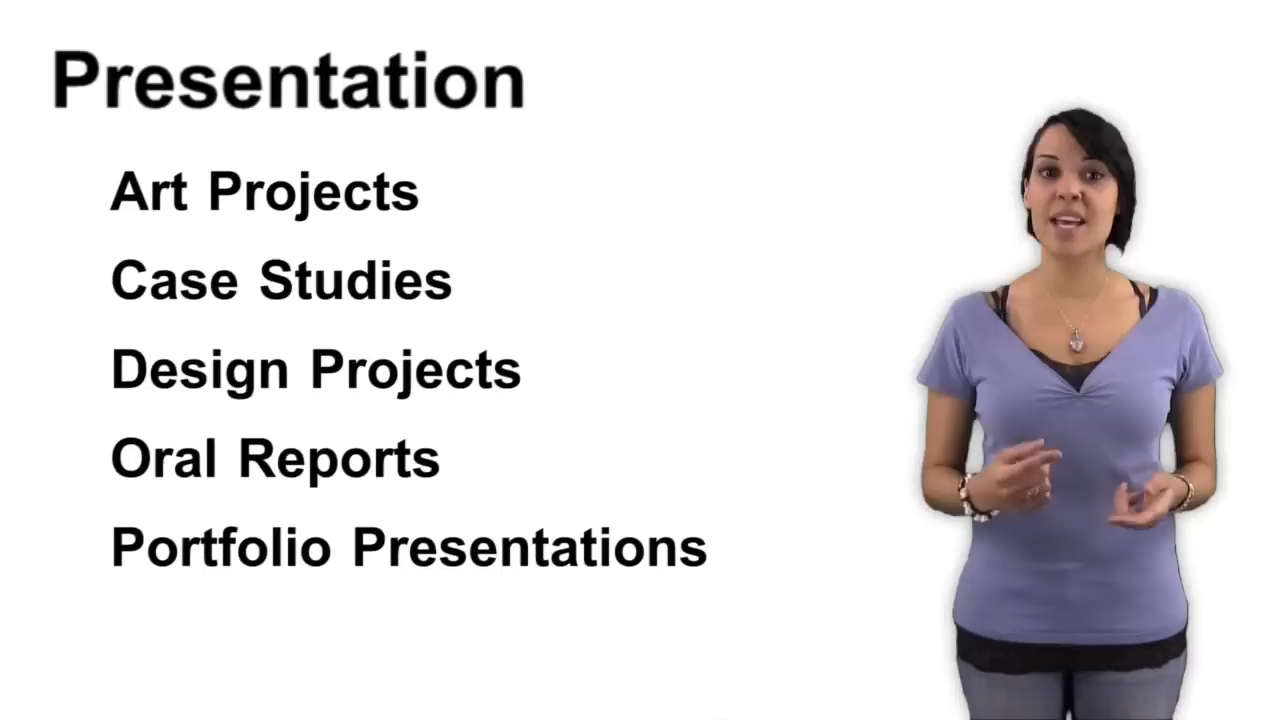 Presentation
Art Projects
Case Studies
Design Projects
Oral Reports
Portfolio Presentations